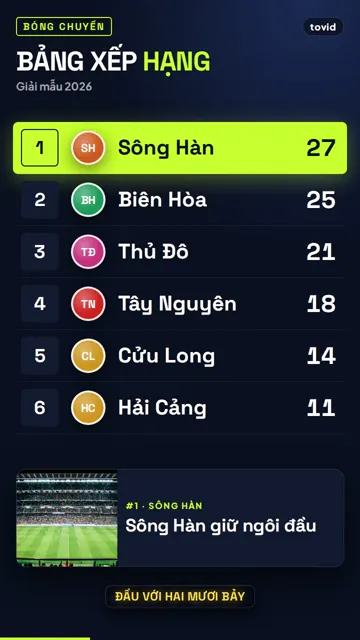 BÓNG CHUYỀN
tovid
BẢNG XẾP HẠNG
Giải mẫu 2026
1 SH Sông Hàn 27
2 BH Biên Hòa 25
3 TĐ Thủ Đô 21
4 TN Tây Nguyên 18
5 CL Cửu Long 14
6 HC Hải Cảng 11
#1 · SÔNG HÀN
Sông Hàn giữ ngôi đầu
ĐẦU VỚI HAI MƯƠI BẢY